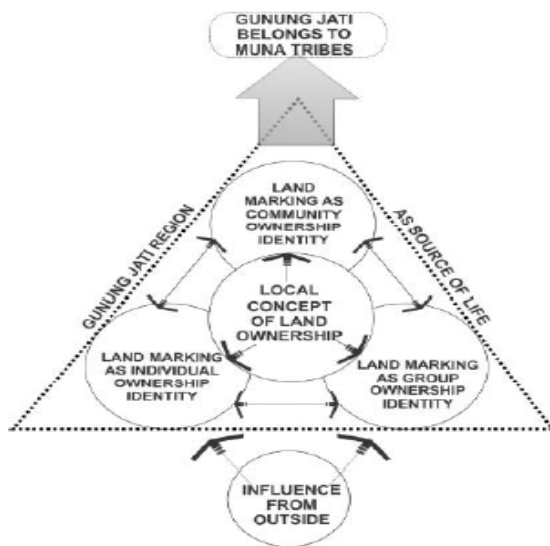 GUNUNG JATI
BELONGS TO
MUNA TRIBES
LAND
MARKING AS
COMMUNITY
OWNERSHIP
IDENTITY
GUNUNG JATI REGION
AS SOURCE OF LIFE
LOCAL
CONCEPT
OF LAND
OWNERSHIP
LAND MARKING
AS INDIVIDUAL
OWNERSHIP
IDENTITY
LAND MARKING
AS GROUP
OWNERSHIP
IDENTITY
INFLUENCE
FROM
OUTSIDE